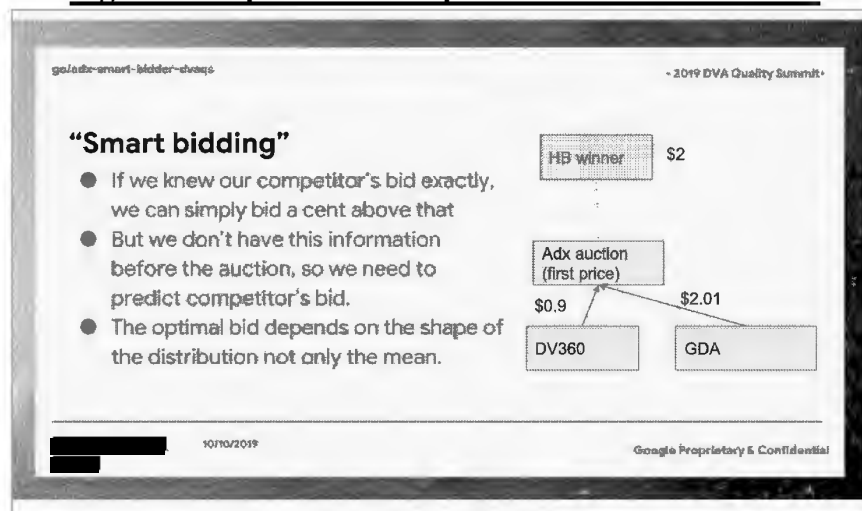 go/adx-smart-bidder-dvaqs
• 2019 DVA Quality Summit •
“Smart bidding”
● If we knew our competitor's bid exactly,
we can simply bid a cent above that
● But we don't have this information
before the auction, so we need to
predict competitor's bid.
● The optimal bid depends on the shape of
the distribution not only the mean.
HB winner
$2
Adx auction
(first price)
$0.9
$2.01
DV360
GDA
10/10/2019
Google Proprietary & Confidential